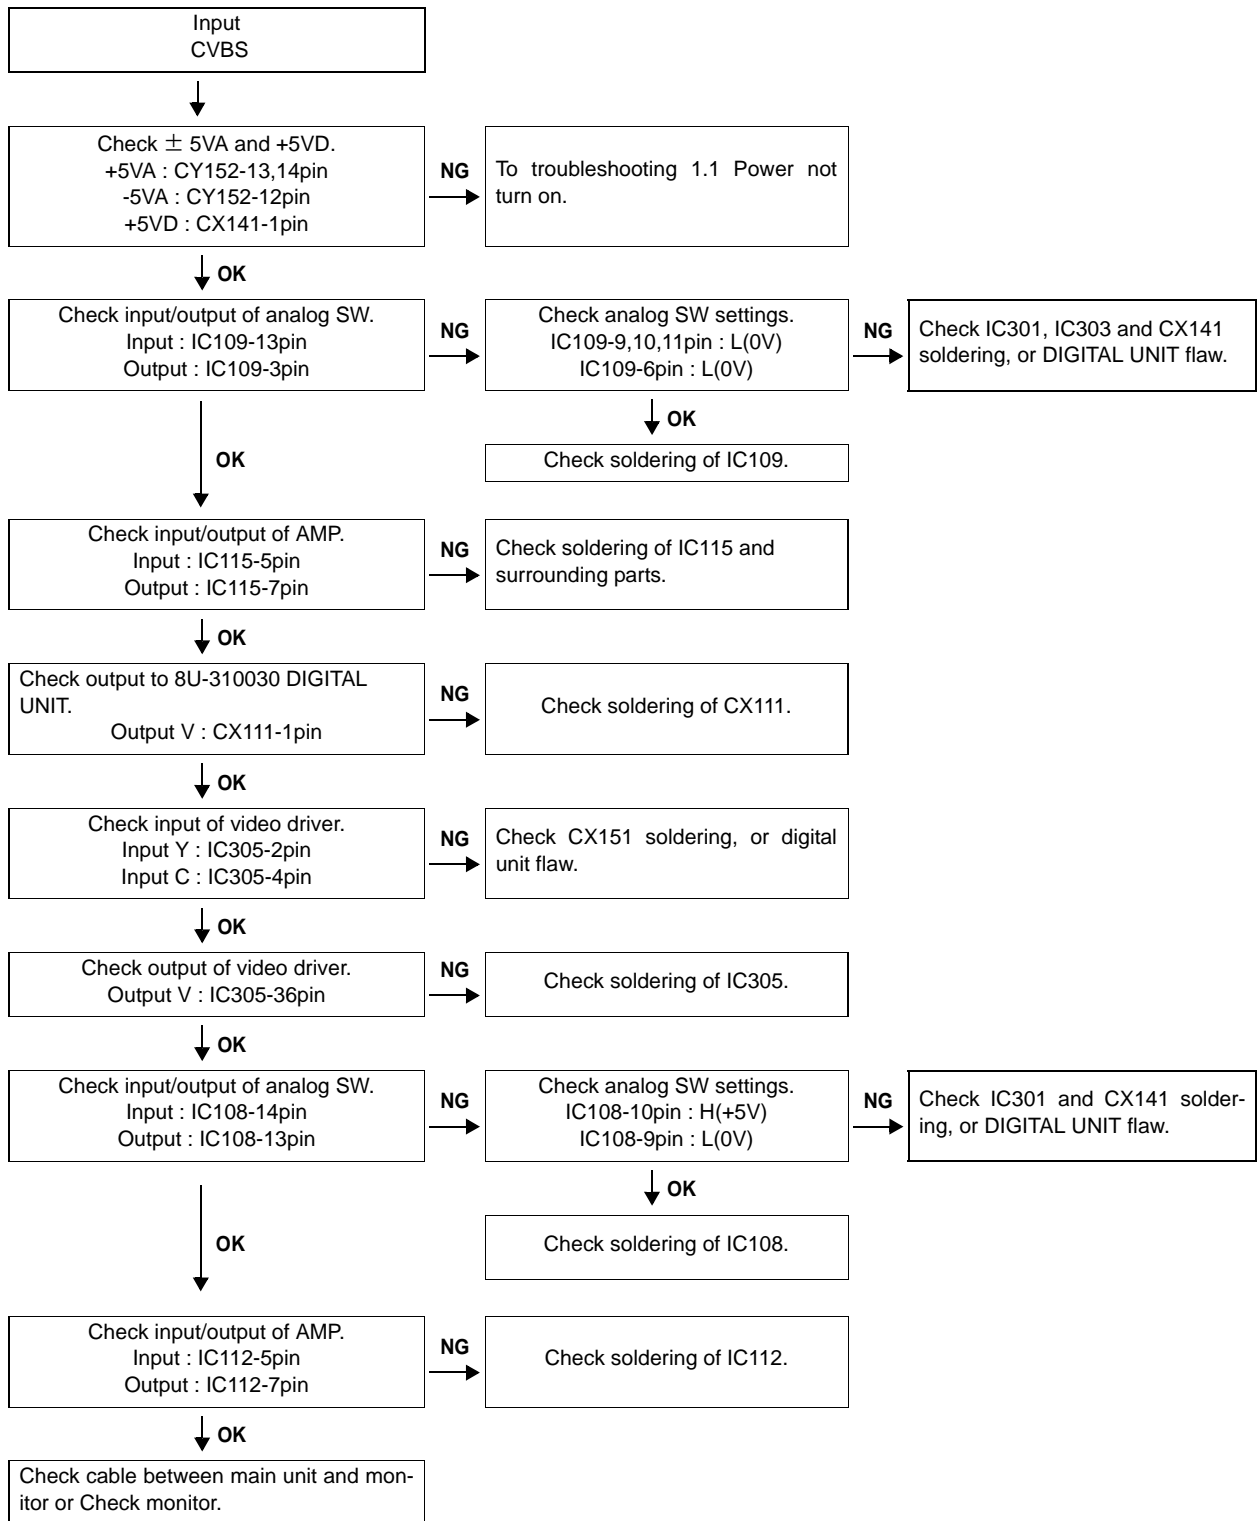 Input
CVBS
Check ± 5VA and +5VD.
+5VA : CY152-13,14pin
-5VA : CY152-12pin
+5VD : CX141-1pin
NG
To troubleshooting 1.1 Power not
turn on.
OK
Check input/output of analog SW.
Input : IC109-13pin
Output : IC109-3pin
NG
Check analog SW settings.
IC109-9,10,11pin : L(0V)
IC109-6pin : L(0V)
NG
Check IC301, IC303 and CX141
soldering, or DIGITAL UNIT flaw.
OK
Check soldering of IC109.
OK
Check input/output of AMP.
Input : IC115-5pin
Output : IC115-7pin
NG
Check soldering of IC115 and
surrounding parts.
OK
Check output to 8U-310030 DIGITAL
UNIT.
Output V : CX111-1pin
NG
Check soldering of CX111.
OK
Check input of video driver.
Input Y : IC305-2pin
Input C : IC305-4pin
NG
Check CX151 soldering, or digital
unit flaw.
OK
Check output of video driver.
Output V : IC305-36pin
NG
Check soldering of IC305.
OK
Check input/output of analog SW.
Input : IC108-14pin
Output : IC108-13pin
NG
Check analog SW settings.
IC108-10pin : H(+5V)
IC108-9pin : L(0V)
NG
Check IC301 and CX141 solder-
ing, or DIGITAL UNIT flaw.
OK
Check soldering of IC108.
OK
Check input/output of AMP.
Input : IC112-5pin
Output : IC112-7pin
NG
Check soldering of IC112.
OK
Check cable between main unit and mon-
itor or Check monitor.